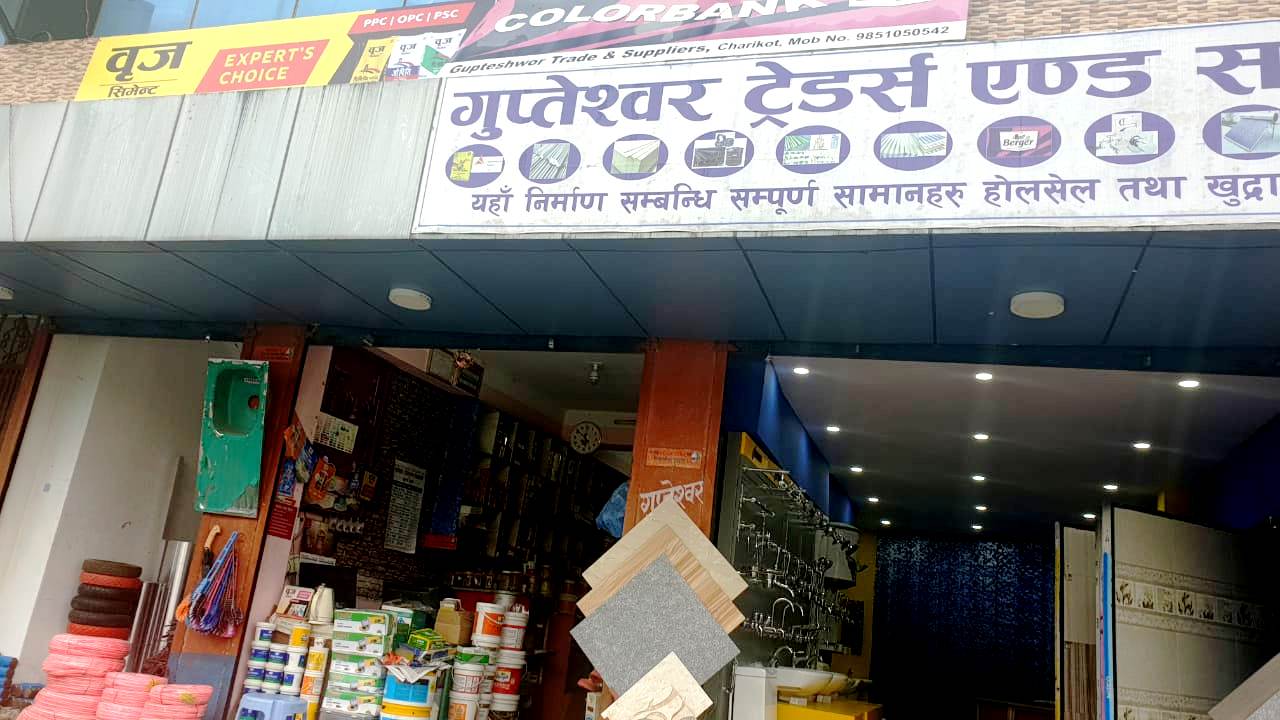 वृज
सिमेन्ट
EXPERT'S
CHOICE
PPC | OPC | PSC
COLORBANK
Gupteshwor Trade & Suppliers, Charikot, Mob No. 9851050542
गुप्तेश्वर ट्रेडर्स एण्ड स
Berger
यहाँ निर्माण सम्बन्धि सम्पूर्ण सामानहरु होलसेल तथा खुद्रा
गुप्तेश्वर